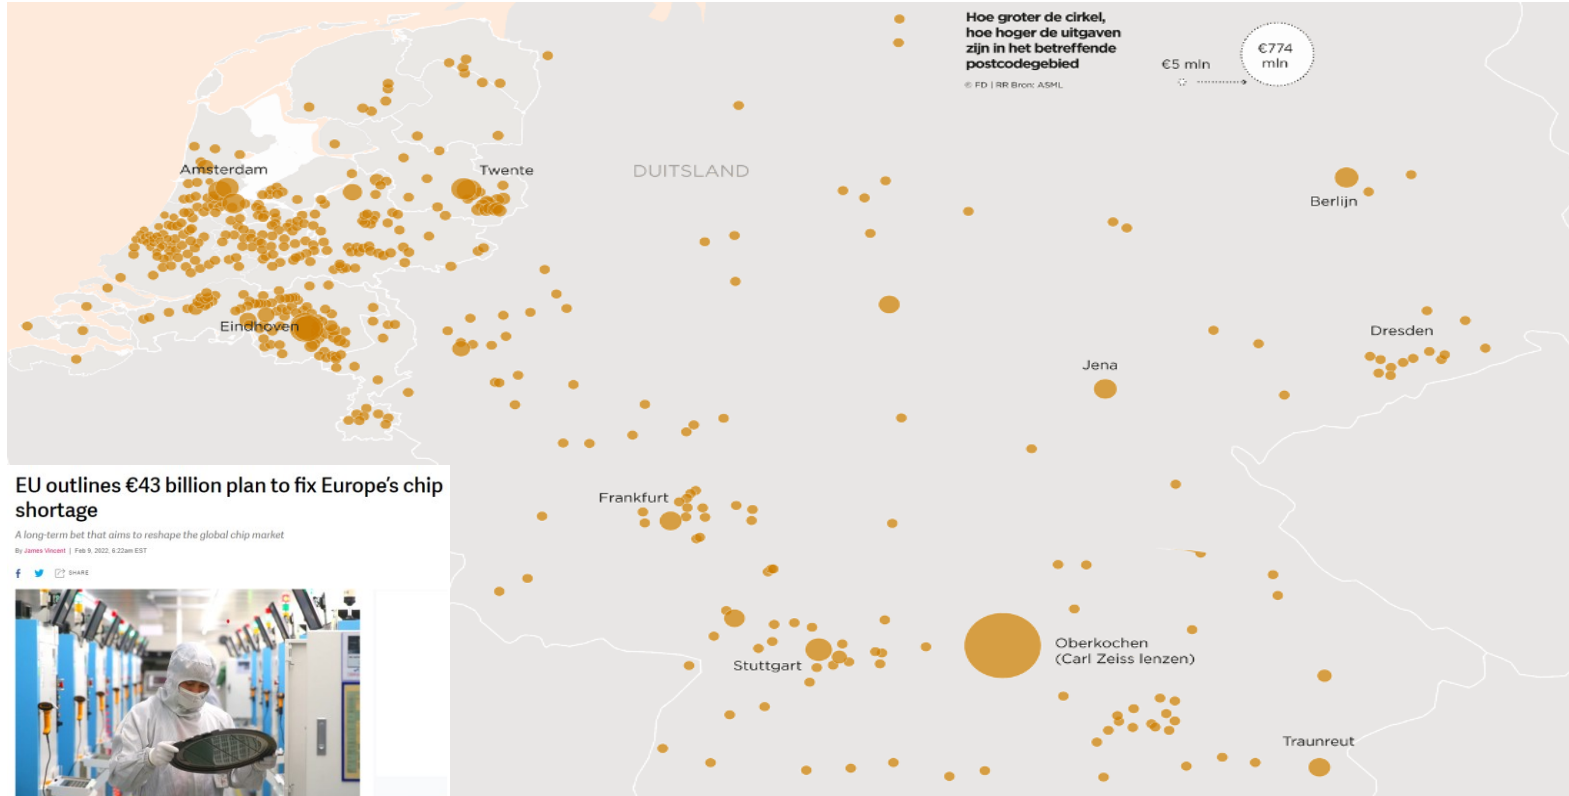 Hoe groter de cirkel,
hoe hoger de uitgaven
zijn in het betreffende
postcodegebied
© FD | RR Bron: ASML
€5 mln
€774
mln
Amsterdam
Twente
DUITSLAND
Berlijn
Eindhoven
Dresden
Jena
Frankfurt
Oberkochen
(Carl Zeiss lenzen)
Stuttgart
Traunreut
EU outlines €43 billion plan to fix Europe’s chip
shortage
A long-term bet that aims to reshape the global chip market
By James Vincent | Feb 9, 2022, 6:22am EST
SHARE